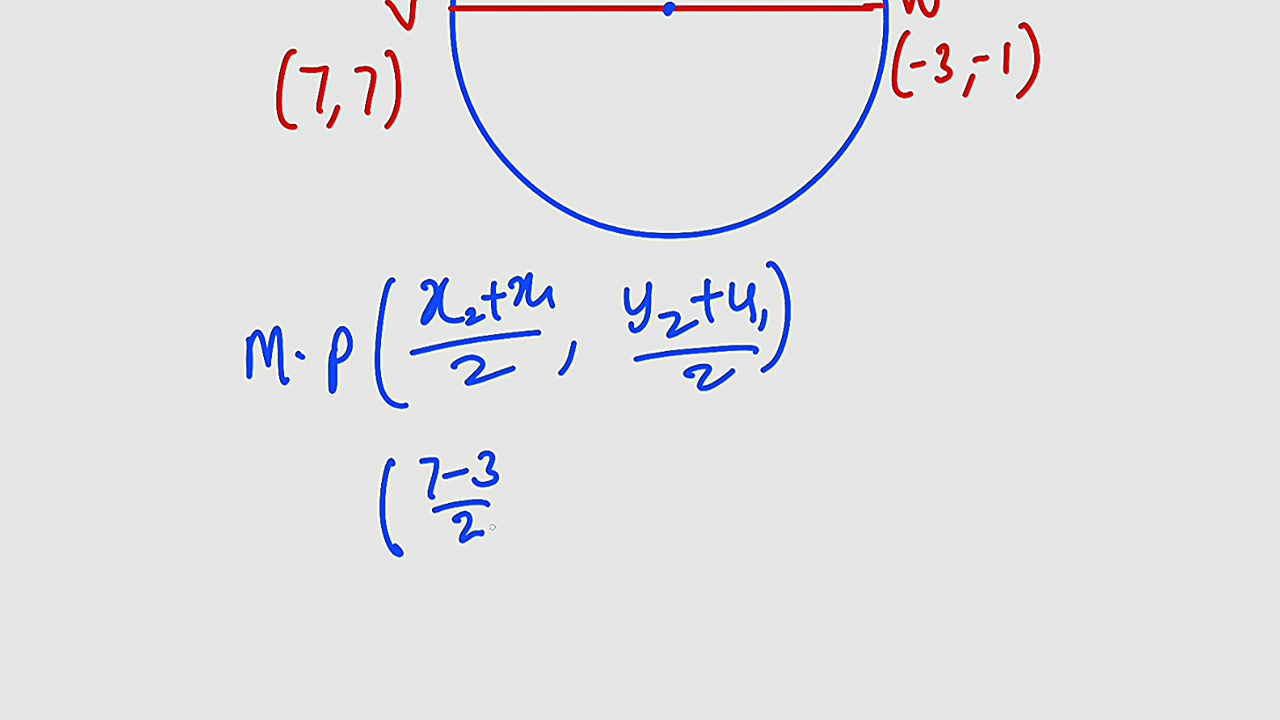 V W
(7,7) (-3,-1)
M.P ( x₂+x₁ / 2 , y₂+y₁ / 2 )
( 7-3 / 2